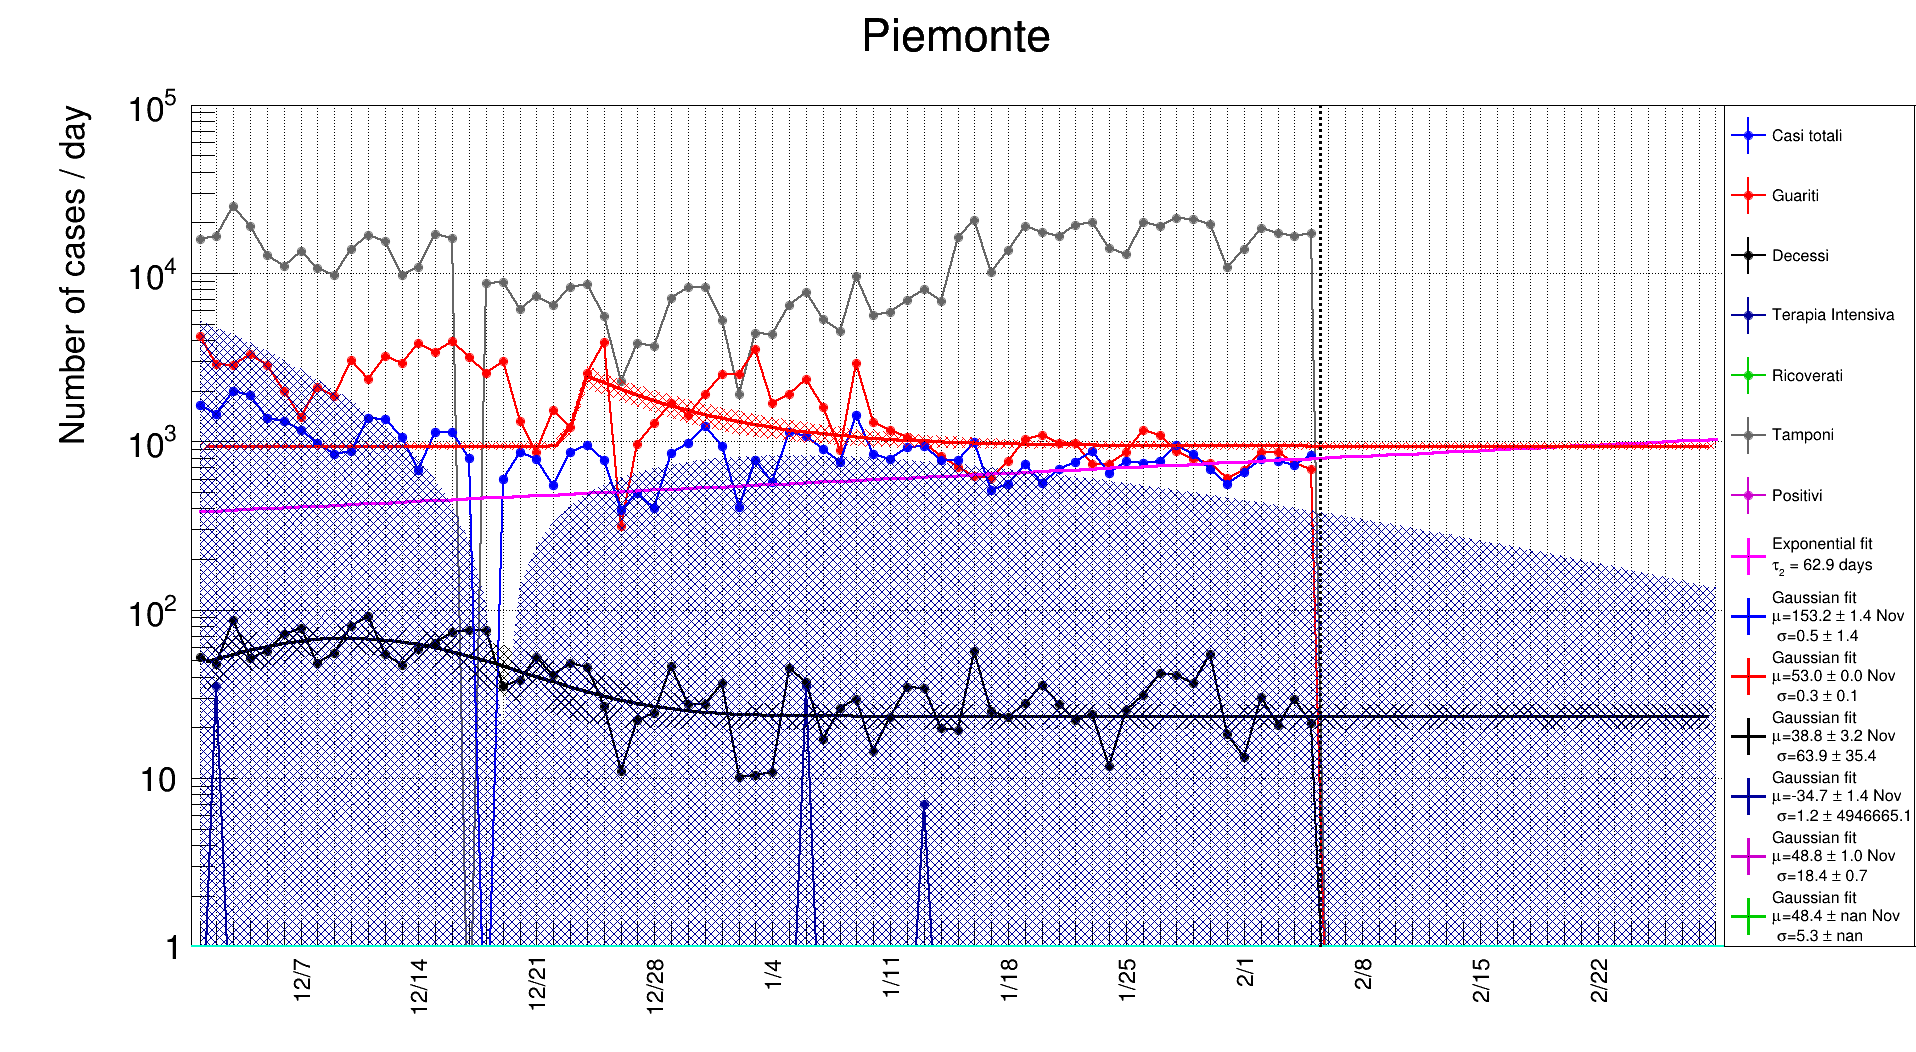 Piemonte
Number of cases / day
10^5
10^4
10^3
10^2
10
1
12/7
12/14
12/21
12/28
1/4
1/11
1/18
1/25
2/1
2/8
2/15
2/22
Casi totali
Guariti
Decessi
Terapia Intensiva
Ricoverati
Tamponi
Positivi
Exponential fit
τ_2 = 62.9 days
Gaussian fit
μ=153.2 ± 1.4 Nov
σ=0.5 ± 1.4
Gaussian fit
μ=53.0 ± 0.0 Nov
σ=0.3 ± 0.1
Gaussian fit
μ=38.8 ± 3.2 Nov
σ=63.9 ± 35.4
Gaussian fit
μ=-34.7 ± 1.4 Nov
σ=1.2 ± 4946665.1
Gaussian fit
μ=48.8 ± 1.0 Nov
σ=18.4 ± 0.7
Gaussian fit
μ=48.4 ± nan Nov
σ=5.3 ± nan